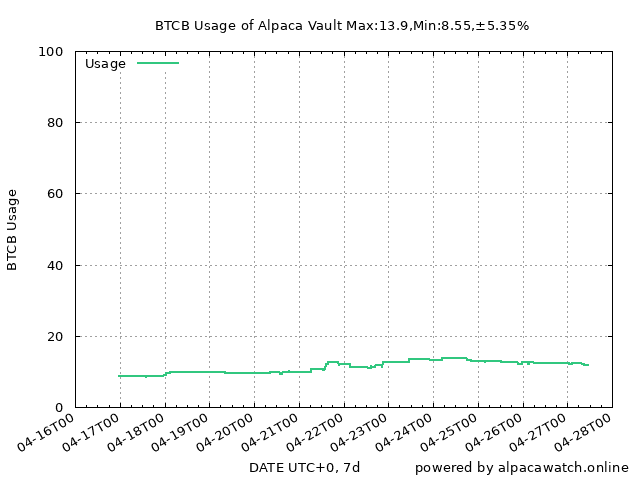 BTCB Usage of Alpaca Vault Max:13.9,Min:8.55,±5.35%
Usage
100
80
60
40
20
0
BTCB Usage
04-16T00
04-17T00
04-18T00
04-19T00
04-20T00
04-21T00
04-22T00
04-23T00
04-24T00
04-25T00
04-26T00
04-27T00
04-28T00
DATE UTC+0, 7d
powered by alpacawatch.online